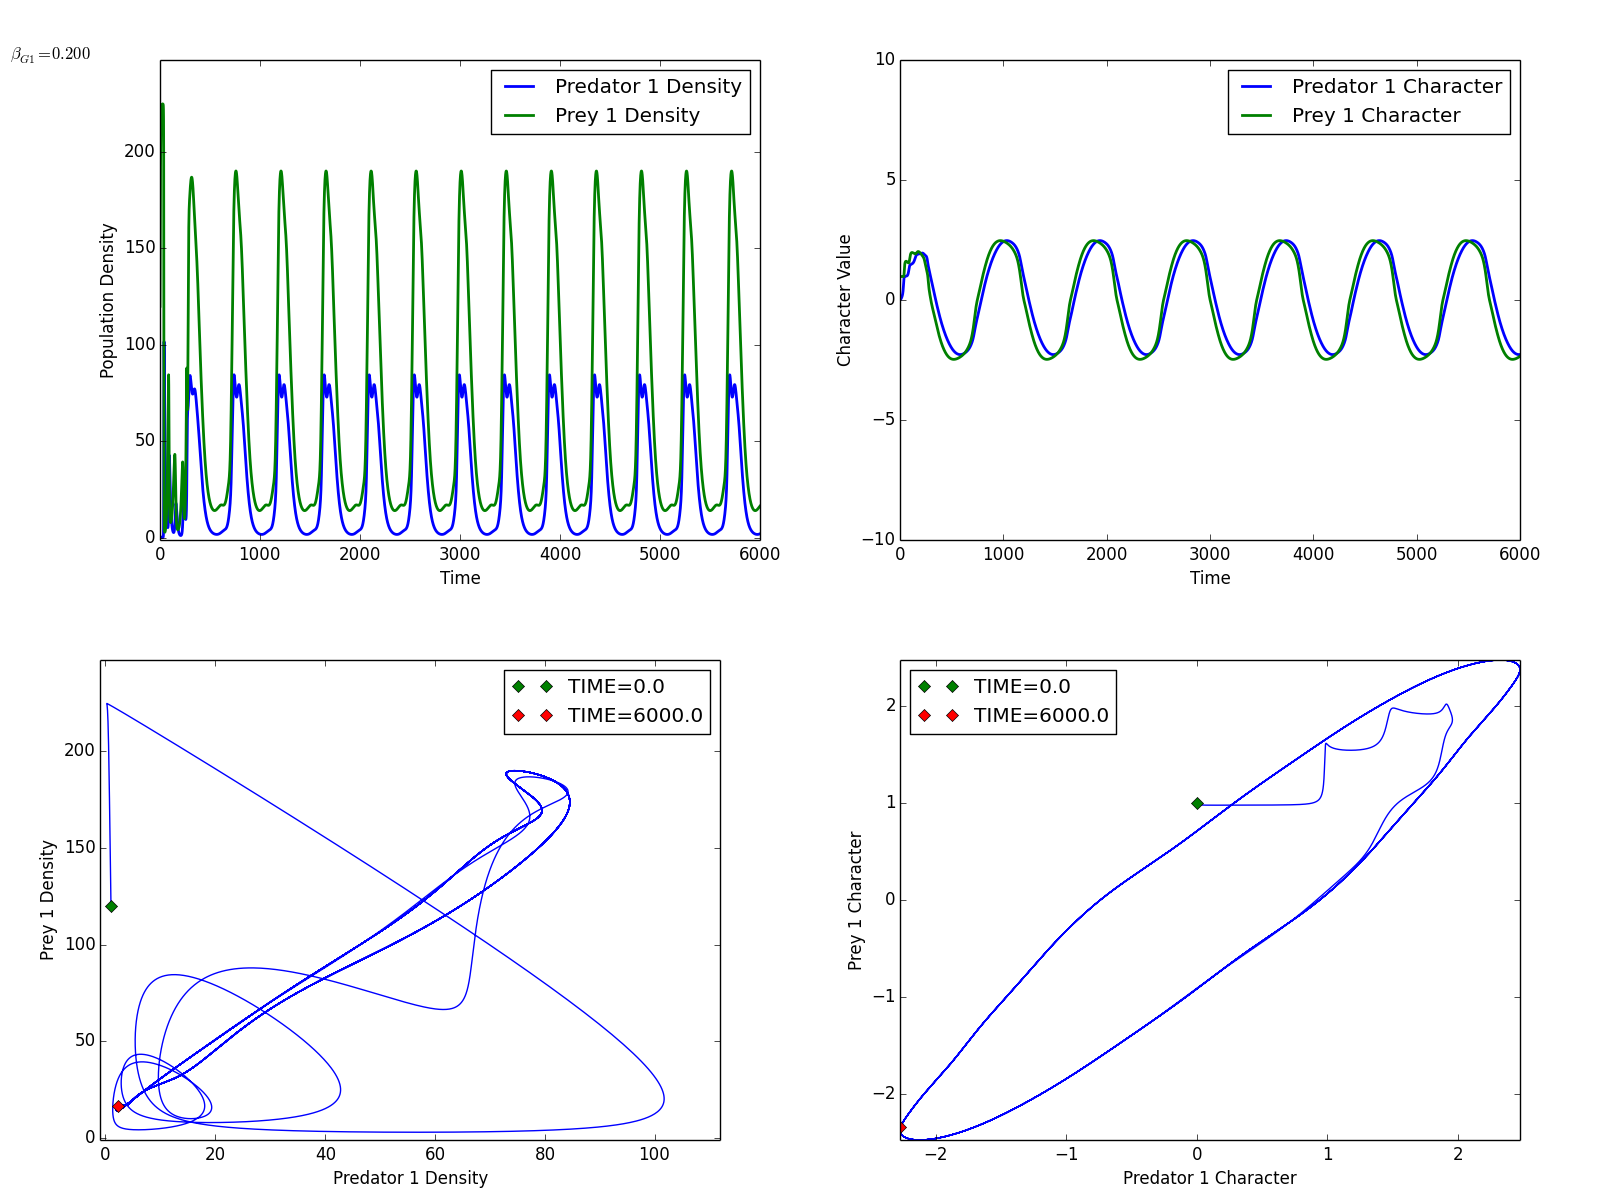 β_{G1}=0.200
Predator 1 Density
Prey 1 Density
200
150
100
50
0
Population Density
0 1000 2000 3000 4000 5000 6000
Time
Predator 1 Character
Prey 1 Character
10
5
0
−5
−10
Character Value
0 1000 2000 3000 4000 5000 6000
Time
TIME=0.0
TIME=6000.0
200
150
100
50
0
Prey 1 Density
0 20 40 60 80 100
Predator 1 Density
TIME=0.0
TIME=6000.0
2
1
0
−1
−2
Prey 1 Character
−2 −1 0 1 2
Predator 1 Character